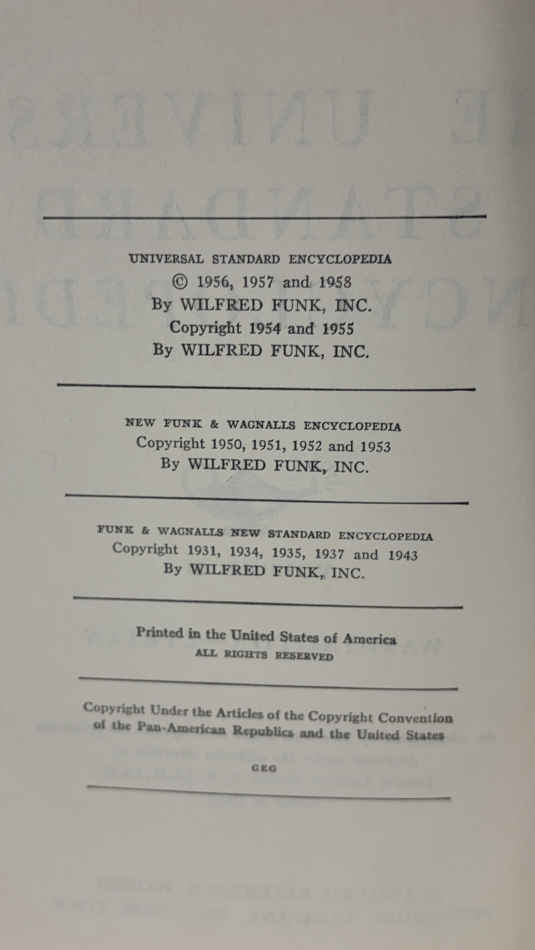 UNIVERSAL STANDARD ENCYCLOPEDIA
© 1956, 1957 and 1958
By WILFRED FUNK, INC.
Copyright 1954 and 1955
By WILFRED FUNK, INC.
NEW FUNK & WAGNALLS ENCYCLOPEDIA
Copyright 1950, 1951, 1952 and 1953
By WILFRED FUNK, INC.
FUNK & WAGNALLS NEW STANDARD ENCYCLOPEDIA
Copyright 1931, 1934, 1935, 1937 and 1943
By WILFRED FUNK, INC.
Printed in the United States of America
ALL RIGHTS RESERVED
Copyright Under the Articles of the Copyright Convention
of the Pan-American Republics and the United States